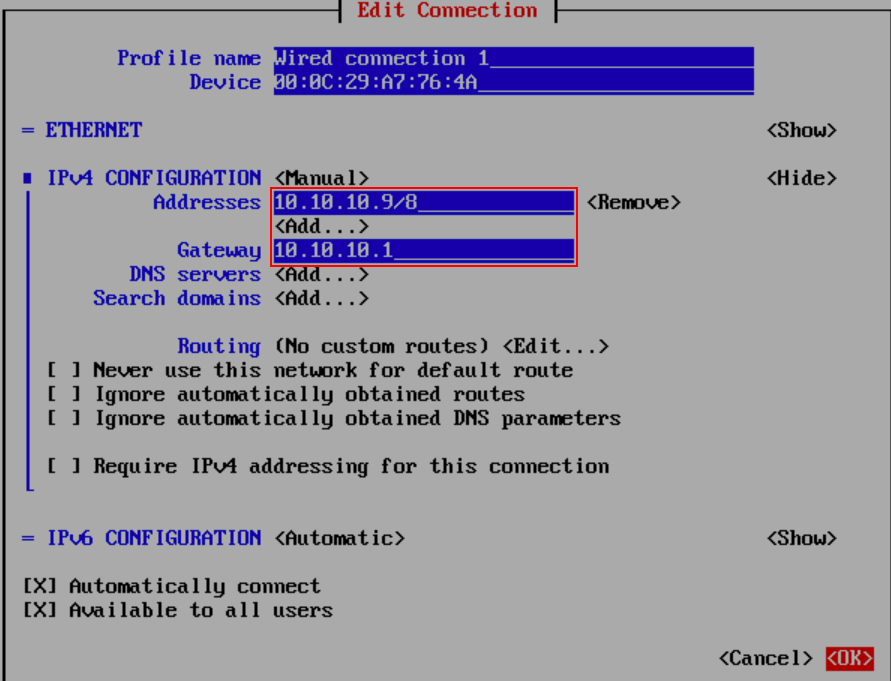 Edit Connection
Profile name Wired connection 1
Device 00:0C:29:A7:76:4A
= ETHERNET <Show>
IPv4 CONFIGURATION <Manual> <Hide>
Addresses 10.10.10.9/8 <Remove>
<Add...>
Gateway 10.10.10.1
DNS servers <Add...>
Search domains <Add...>
Routing (No custom routes) <Edit...>
[ ] Never use this network for default route
[ ] Ignore automatically obtained routes
[ ] Ignore automatically obtained DNS parameters
[ ] Require IPv4 addressing for this connection
= IPv6 CONFIGURATION <Automatic> <Show>
[X] Automatically connect
[X] Available to all users
<Cancel> <OK>